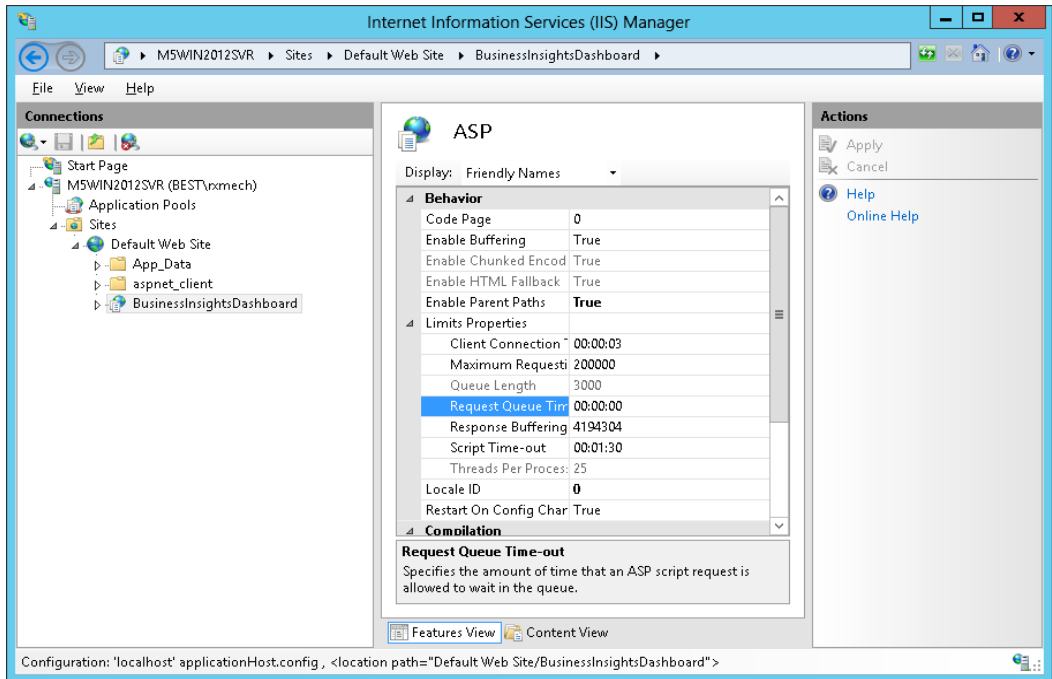 Internet Information Services (IIS) Manager
M5WIN2012SVR Sites Default Web Site BusinessInsightsDashboard
File View Help
Connections
Start Page
M5WIN2012SVR (BEST\rxmech)
Application Pools
Sites
Default Web Site
App_Data
aspnet_client
BusinessInsightsDashboard
ASP
Display: Friendly Names
Behavior
Code Page 0
Enable Buffering True
Enable Chunked Encod True
Enable HTML Fallback True
Enable Parent Paths True
Limits Properties
Client Connection 00:00:03
Maximum Requesti 200000
Queue Length 3000
Request Queue Tim 00:00:00
Response Buffering 4194304
Script Time-out 00:01:30
Threads Per Proces 25
Locale ID 0
Restart On Config Char True
Compilation
Request Queue Time-out
Specifies the amount of time that an ASP script request is
allowed to wait in the queue.
Features View Content View
Actions
Apply
Cancel
Help
Online Help
Configuration: 'localhost' applicationHost.config , <location path="Default Web Site/BusinessInsightsDashboard">